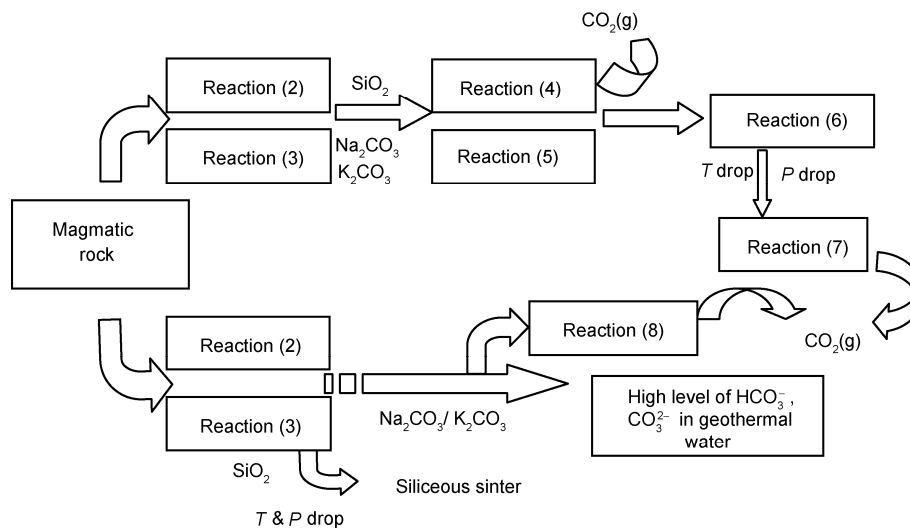 CO₂(g)
Reaction (2)
SiO₂
Reaction (4)
Reaction (6)
Reaction (3)
Na₂CO₃
K₂CO₃
Reaction (5)
T drop
P drop
Magmatic
rock
Reaction (7)
Reaction (2)
Reaction (8)
CO₂(g)
Reaction (3)
Na₂CO₃/ K₂CO₃
High level of HCO₃⁻,
CO₃²⁻ in geothermal
water
SiO₂
Siliceous sinter
T & P drop